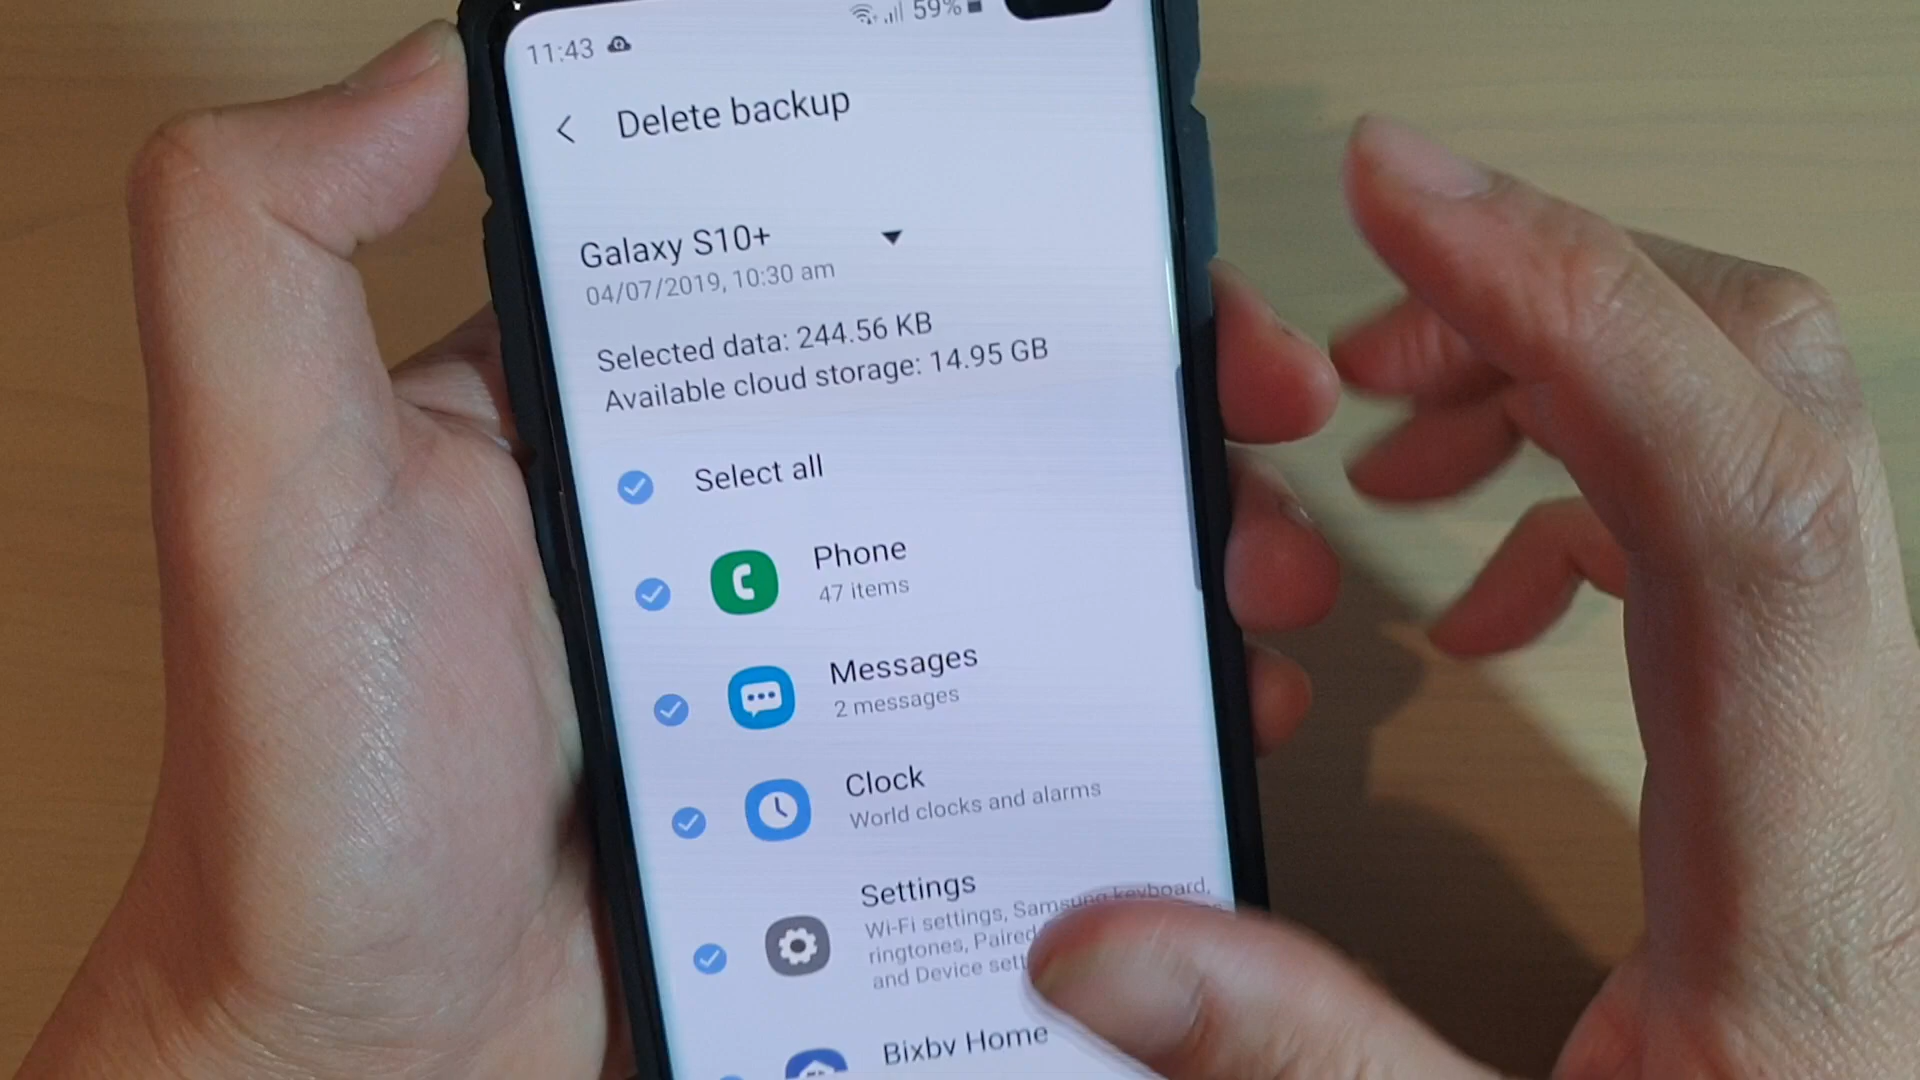 11:43 59%
Delete backup
Galaxy S10+
04/07/2019, 10:30 am
Selected data: 244.56 KB
Available cloud storage: 14.95 GB
Select all
Phone
47 items
Messages
2 messages
Clock
World clocks and alarms
Settings
Wi-Fi settings, Samsung keyboard,
ringtones, Paired
and Device
Bixby Home